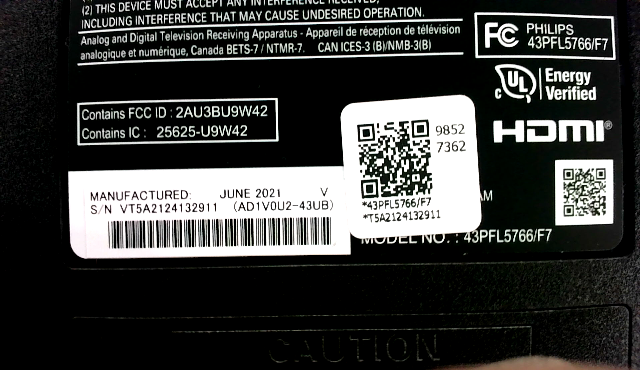 (2) THIS DEVICE MUST ACCEPT ANY INTERFERENCE RECEIVED,
INCLUDING INTERFERENCE THAT MAY CAUSE UNDESIRED OPERATION.
Analog and Digital Television Receiving Apparatus - Appareil de réception de télévision
analogique et numérique, Canada BETS-7 / NTMR-7. CAN ICES-3 (B)/NMB-3(B)
FC PHILIPS
43PFL5766/F7
c UL Energy
Verified
HDMI®
Contains FCC ID : 2AU3BU9W42
Contains IC : 25625-U9W42
9852
7362
*43PFL5766/F7
*T5A2124132911
MANUFACTURED: JUNE 2021 V
S/N VT5A2124132911 (AD1V0U2-43UB)
AM
MODEL NO. : 43PFL5766/F7
CAUTION